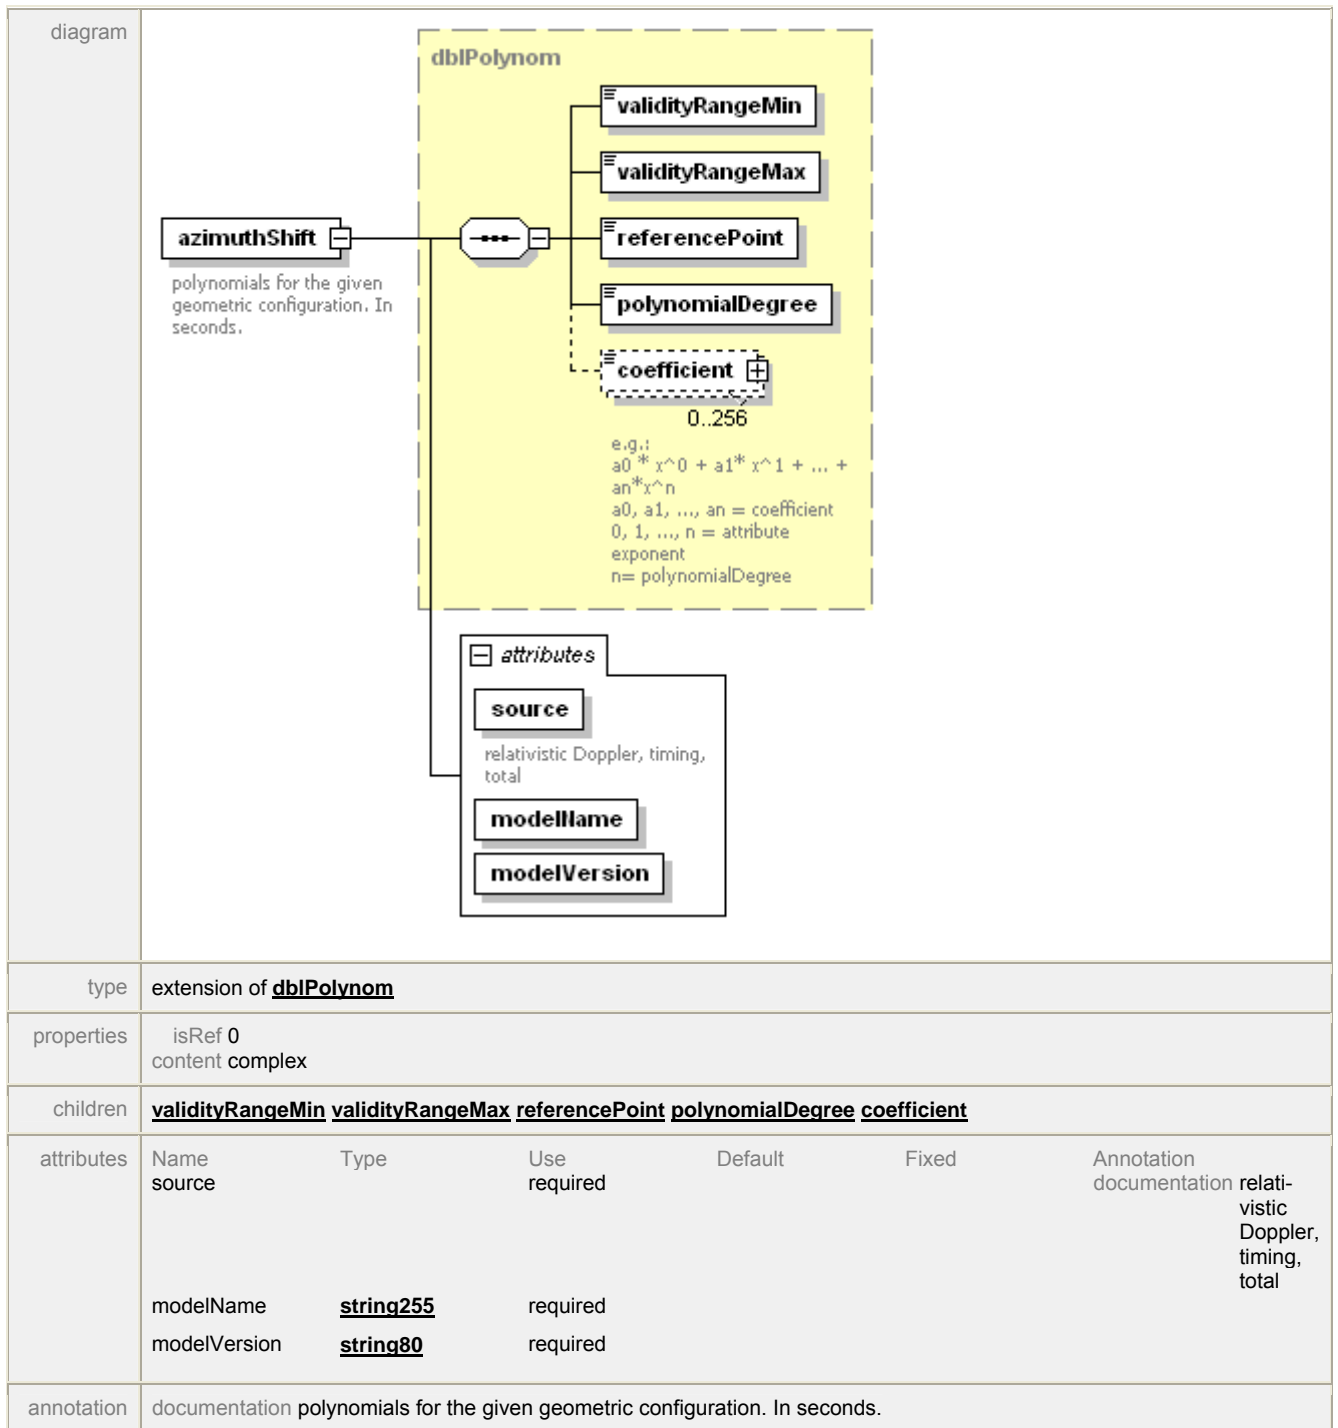 diagram
dblPolynom
validityRangeMin
validityRangeMax
azimuthShift
referencePoint
polynomials for the given
geometric configuration. In
seconds.
polynomialDegree
coefficient
0..256
e.g.:
a0 * x^0 + a1* x^1 + ... +
an*x^n
a0, a1, ..., an = coefficient
0, 1, ..., n = attribute
exponent
n= polynomialDegree
attributes
source
relativistic Doppler, timing,
total
modelName
modelVersion
type extension of dblPolynom
properties isRef 0
content complex
children validityRangeMin validityRangeMax referencePoint polynomialDegree coefficient
attributes Name Type Use Default Fixed Annotation
source required documentation relati-
vistic
Doppler,
timing,
total
modelName string255 required
modelVersion string80 required
annotation documentation polynomials for the given geometric configuration. In seconds.